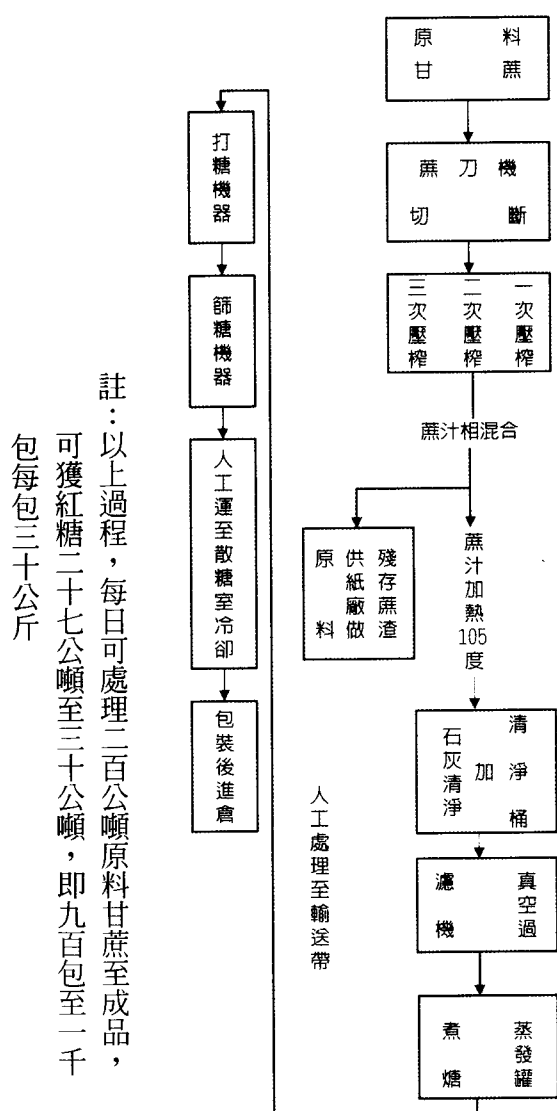 原料
甘蔗
蔗刀機
切斷
一次壓榨
二次壓榨
三次壓榨
蔗汁相混合
殘存蔗渣
供紙廠做
原料
蔗汁加熱105度
清淨桶
加
石灰清淨
真空過
濾機
蒸發罐
煮煻
人工處理至輸送帶
打糖機器
篩糖機器
人工運至散糖室冷卻
包裝後進倉
註：以上過程，每日可處理二百公噸原料甘蔗至成品，
可獲紅糖二十七公噸至三十公噸，即九百包至一千
包每包三十公斤